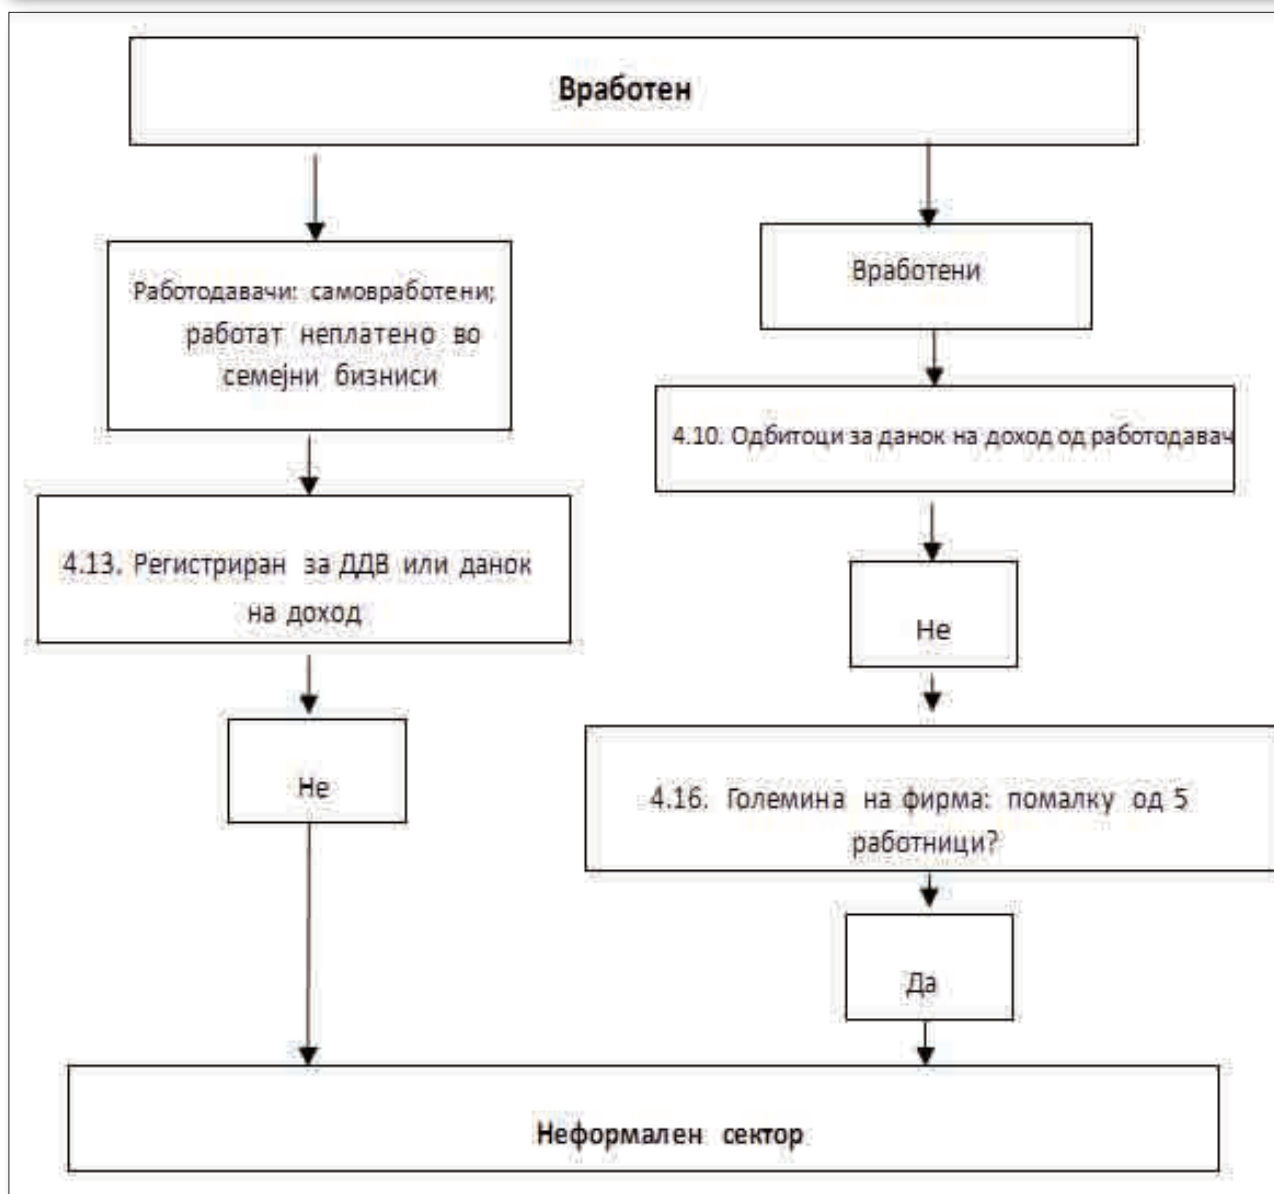 Вработен
Работодавачи: самовработени;
работат неплатено во
семејни бизниси
4.13. Регистриран за ДДВ или данок
на доход
Не
Вработени
4.10. Одбитоци за данок на доход од работодавач
Не
4.16. Големина на фирма: помалку од 5
работници?
Да
Неформален сектор